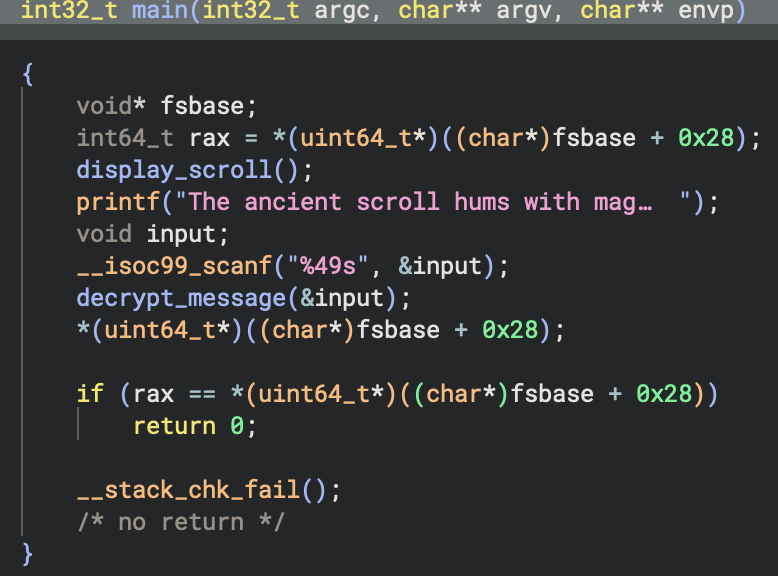 int32_t main(int32_t argc, char** argv, char** envp)
{
void* fsbase;
int64_t rax = *(uint64_t*)((char*)fsbase + 0x28);
display_scroll();
printf("The ancient scroll hums with mag…  ");
void input;
__isoc99_scanf("%49s", &input);
decrypt_message(&input);
*(uint64_t*)((char*)fsbase + 0x28);
if (rax == *(uint64_t*)((char*)fsbase + 0x28))
return 0;
__stack_chk_fail();
/* no return */
}